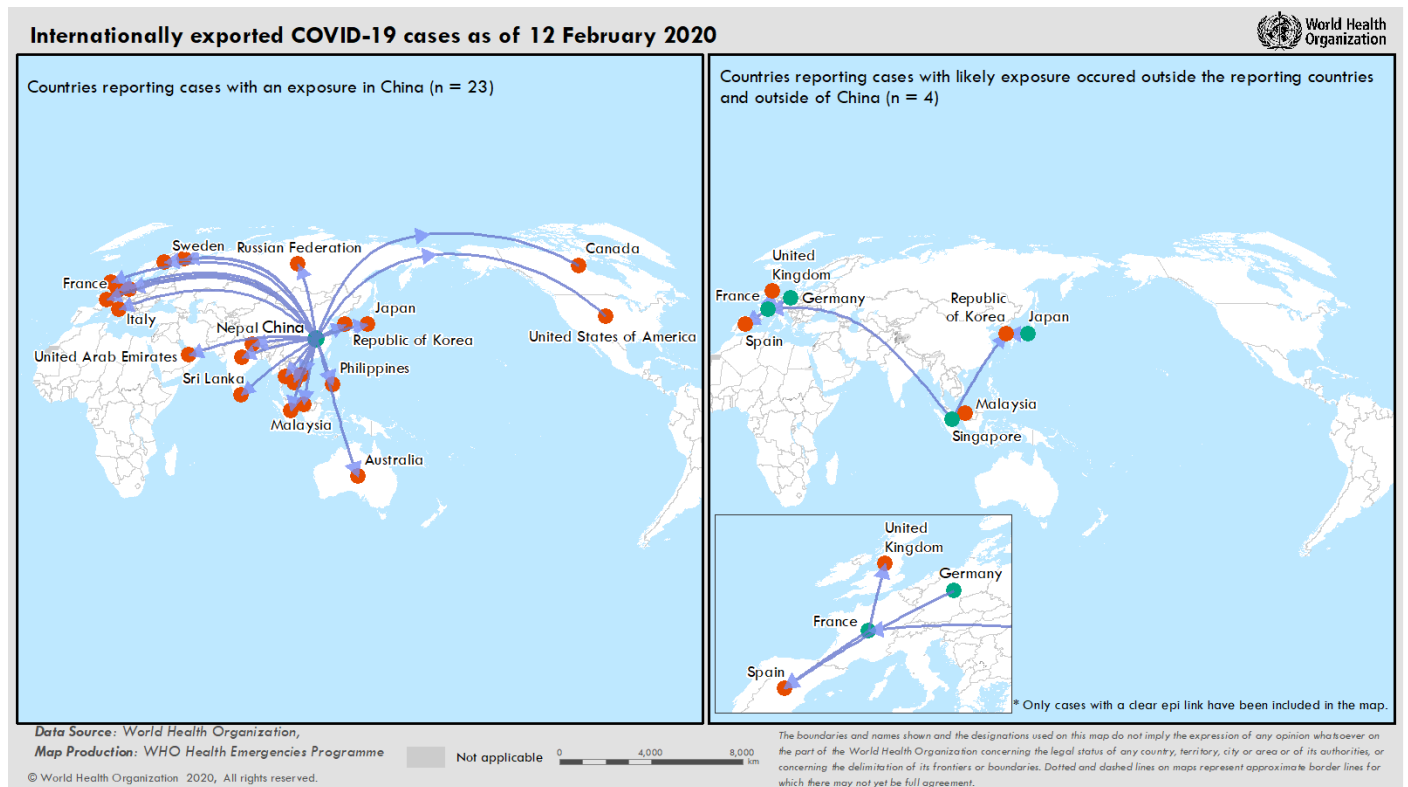 Internationally exported COVID-19 cases as of 12 February 2020
World Health
Organization
Countries reporting cases with an exposure in China (n = 23)
Sweden
Russian Federation
Canada
France
Italy
Japan
Nepal
China
Republic of Korea
United States of America
United Arab Emirates
Philippines
Sri Lanka
Malaysia
Australia
Countries reporting cases with likely exposure occured outside the reporting countries
and outside of China (n = 4)
United
Kingdom
France
Germany
Republic
of Korea
Japan
Spain
Malaysia
Singapore
United
Kingdom
Germany
France
Spain
* Only cases with a clear epi link have been included in the map.
Data Source: World Health Organization,
Map Production: WHO Health Emergencies Programme
© World Health Organization 2020, All rights reserved.
Not applicable
0 4,000 8,000
km
The boundaries and names shown and the designations used on this map do not imply the expression of any opinion whatsoever on
the part of the World Health Organization concerning the legal status of any country, territory, city or area or of its authorities, or
concerning the delimitation of its frontiers or boundaries. Dotted and dashed lines on maps represent approximate border lines for
which there may not yet be full agreement.